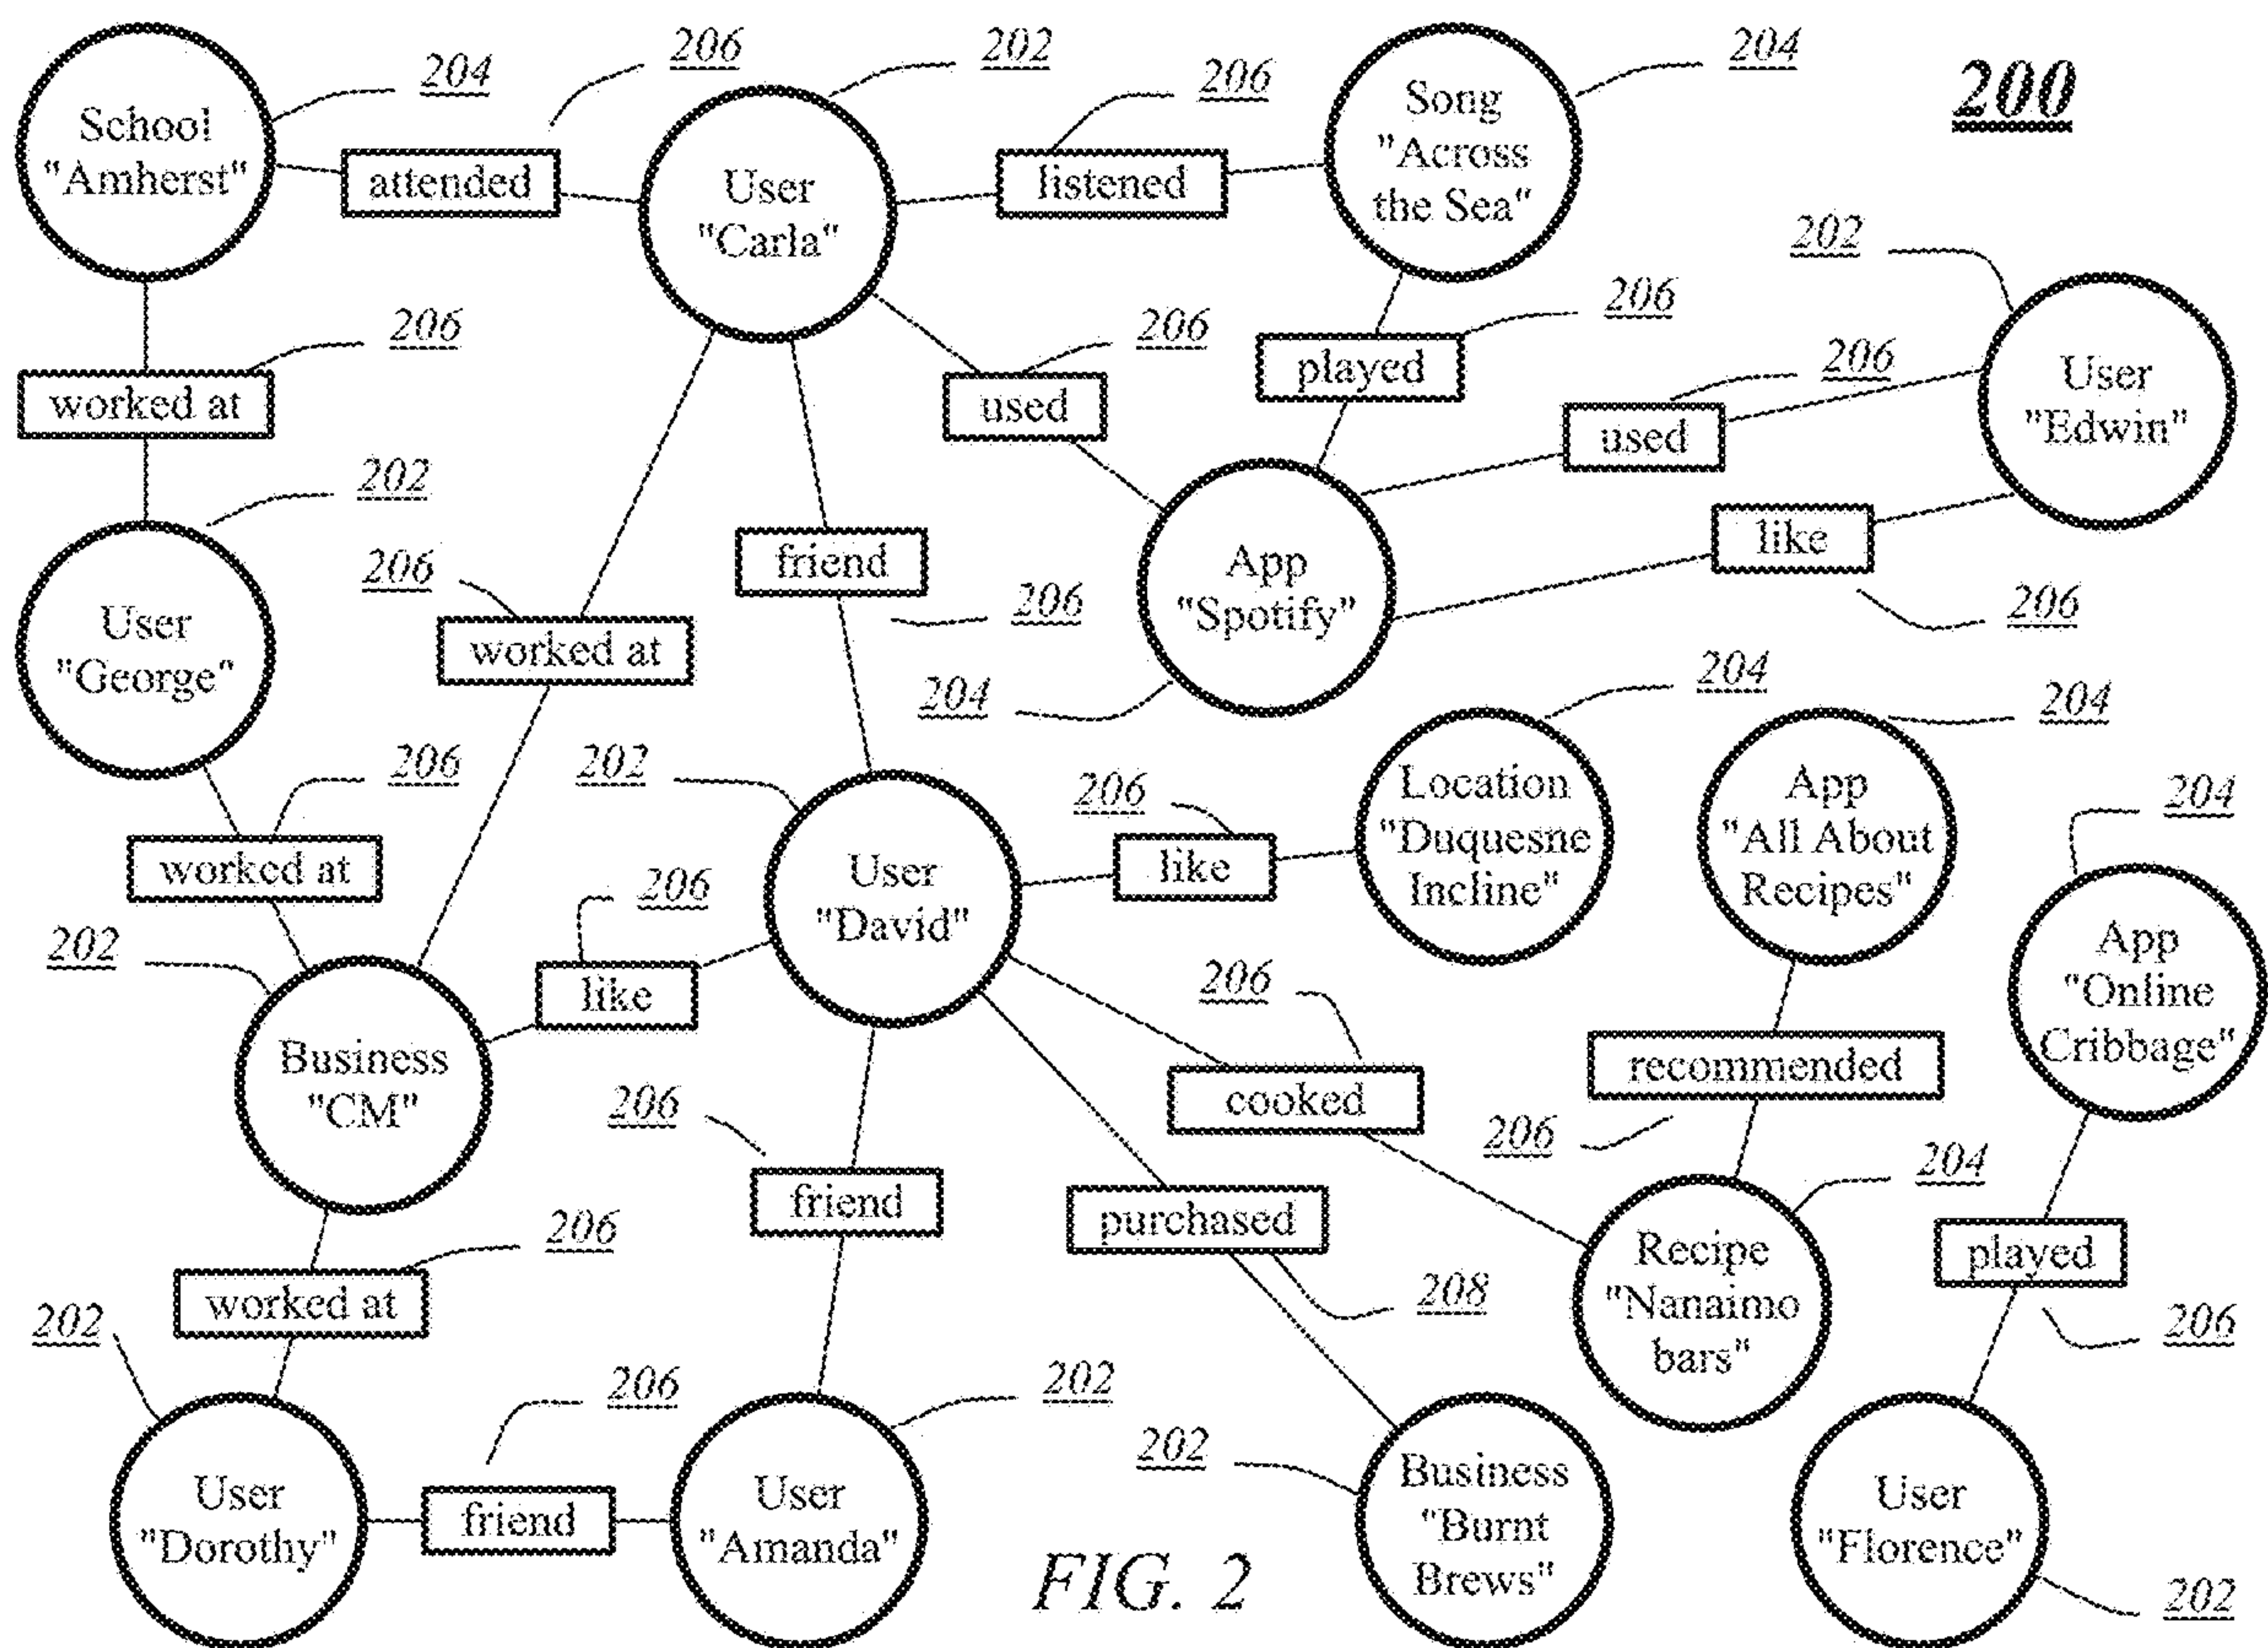 204
206
202
206
204
200
School
"Amherst"
attended
User
"Carla"
listened
Song
"Across
the Sea"
202
206
206
206
206
worked at
used
played
used
User
"Edwin"
202
206
friend
like
User
"George"
worked at
206
App
"Spotify"
206
204
204
204
206
202
206
204
worked at
206
like
User
"David"
like
Location
"Duquesne
Incline"
App
"All About
Recipes"
App
"Online
Cribbage"
202
206
Business
"CM"
206
cooked
recommended
206
204
friend
purchased
208
Recipe
"Nanaimo
bars"
played
206
206
worked at
202
206
202
202
User
"Dorothy"
friend
User
"Amanda"
Business
"Burnt
Brews"
User
"Florence"
202
FIG. 2